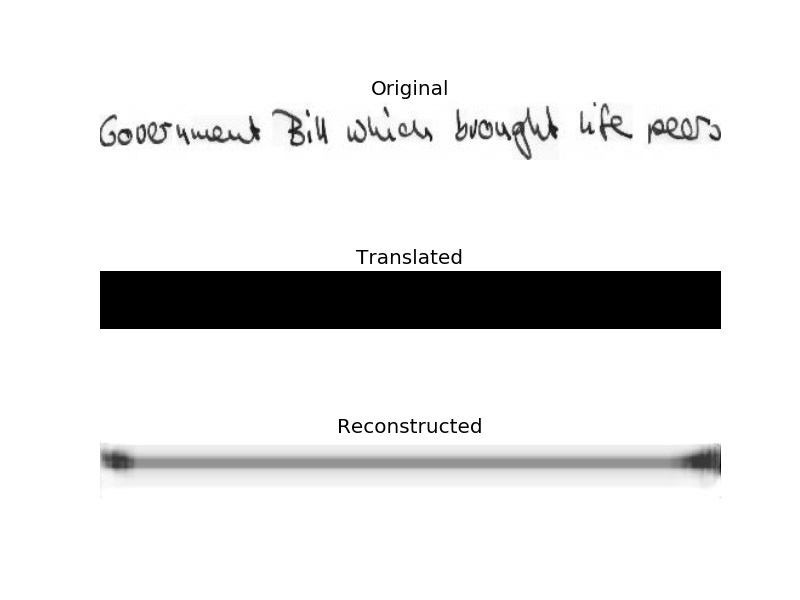 Original
Government Bill which brought life peers
Translated
Reconstructed